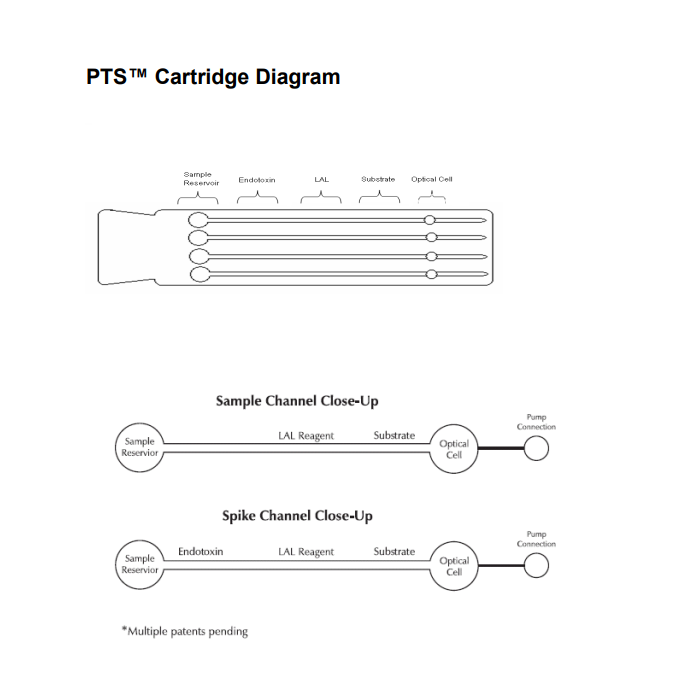 PTS™ Cartridge Diagram
Sample
Reservoir
Endotoxin
LAL
Substrate
Optical Cell
Sample Channel Close-Up
Sample
Reservior
LAL Reagent
Substrate
Optical
Cell
Pump
Connection
Spike Channel Close-Up
Sample
Reservior
Endotoxin
LAL Reagent
Substrate
Optical
Cell
Pump
Connection
*Multiple patents pending